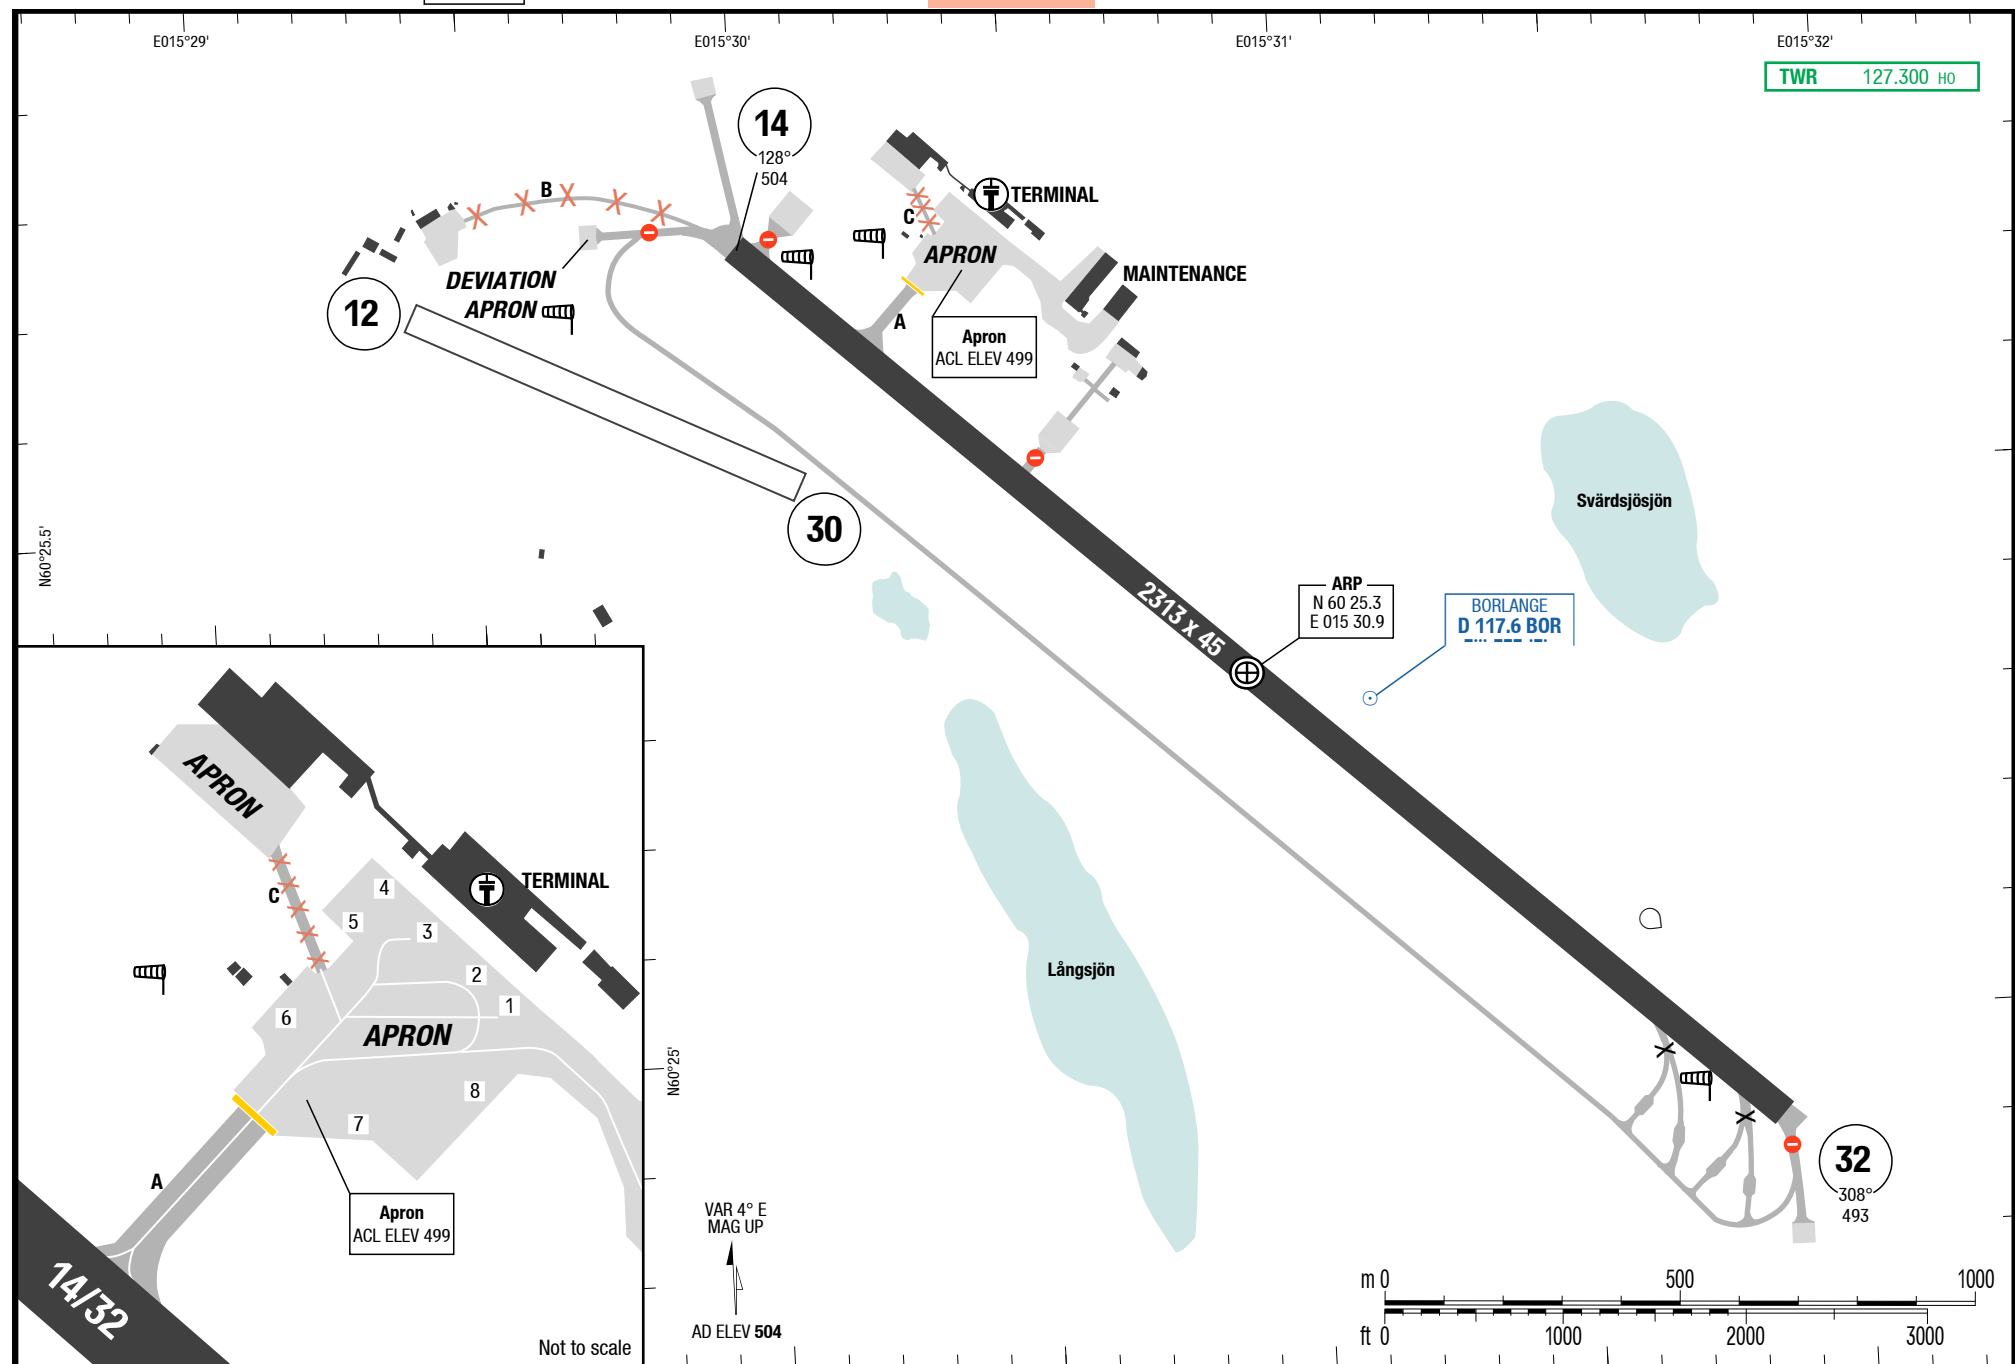 E015°29'
E015°30'
E015°31'
E015°32'
TWR 127.300 HO
14
128°
504
B
C
TERMINAL
APRON
MAINTENANCE
DEVIATION
APRON
12
A
Apron
ACL ELEV 499
30
Svärdsjösjön
N60°25.5'
2313 x 45
ARP
N 60 25.3
E 015 30.9
BORLANGE
D 117.6 BOR
Långsjön
APRON
C
TERMINAL
4
5
3
2
1
6
APRON
8
7
A
Apron
ACL ELEV 499
14/32
Not to scale
N60°25'
VAR 4° E
MAG UP
AD ELEV 504
32
308°
493
m 0 500 1000
ft 0 1000 2000 3000